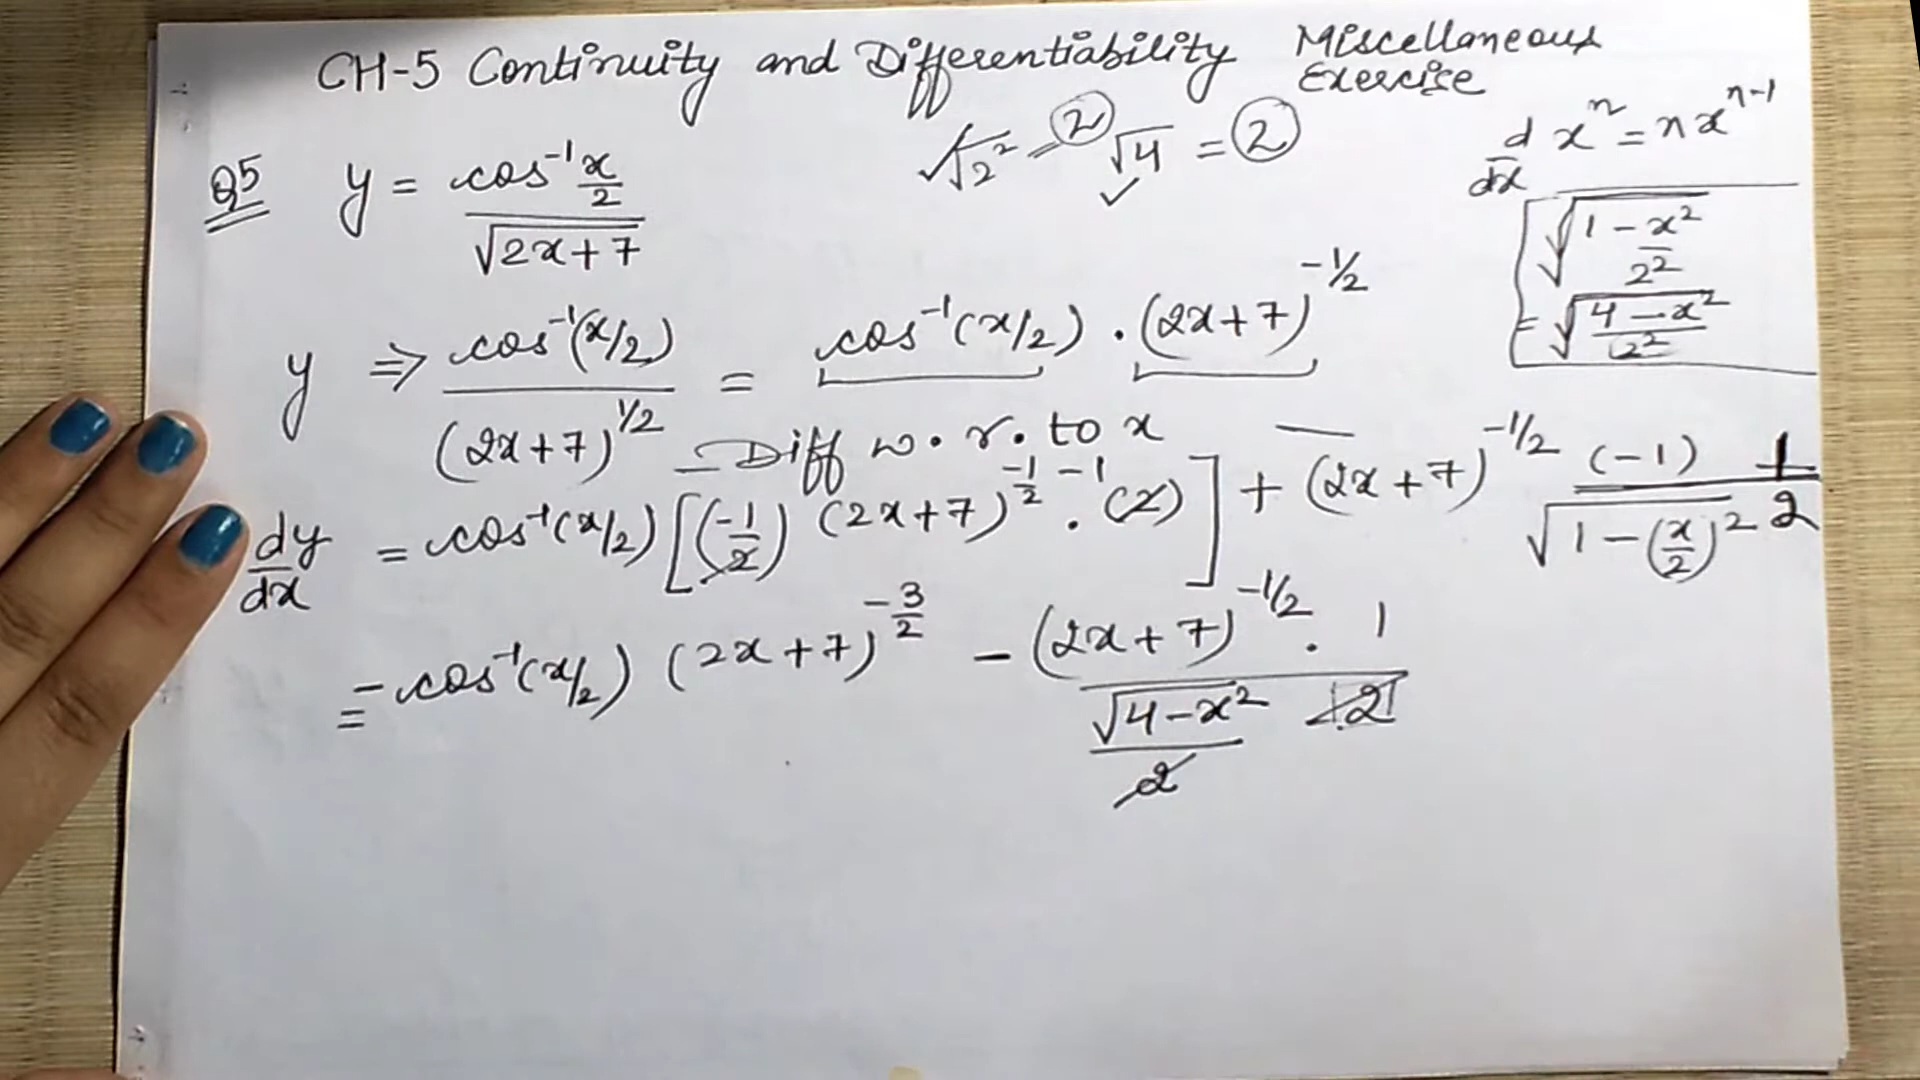 CH-5 Continuity and Differentiability Miscellaneous Exercise
√2² = 2 √4 = 2 ✓
d/dx xⁿ = nxⁿ⁻¹
Q5 y = cos⁻¹ x/2 / √2x+7
√1 - x²/2²
= √4-x²/2²
y ⇒ cos⁻¹(x/2) / (2x+7)^1/2 = cos⁻¹(x/2) . (2x+7)^-1/2
Diff w.r. to x
dy/dx = cos⁻¹(x/2) [(-1/2) (2x+7)^-1/2-1 . (2)] + (2x+7)^-1/2 (-1)/√1-(x/2)² 1/2
= -cos⁻¹(x/2) (2x+7)^-3/2 - (2x+7)^-1/2 . 1 / √4-x²/2 2